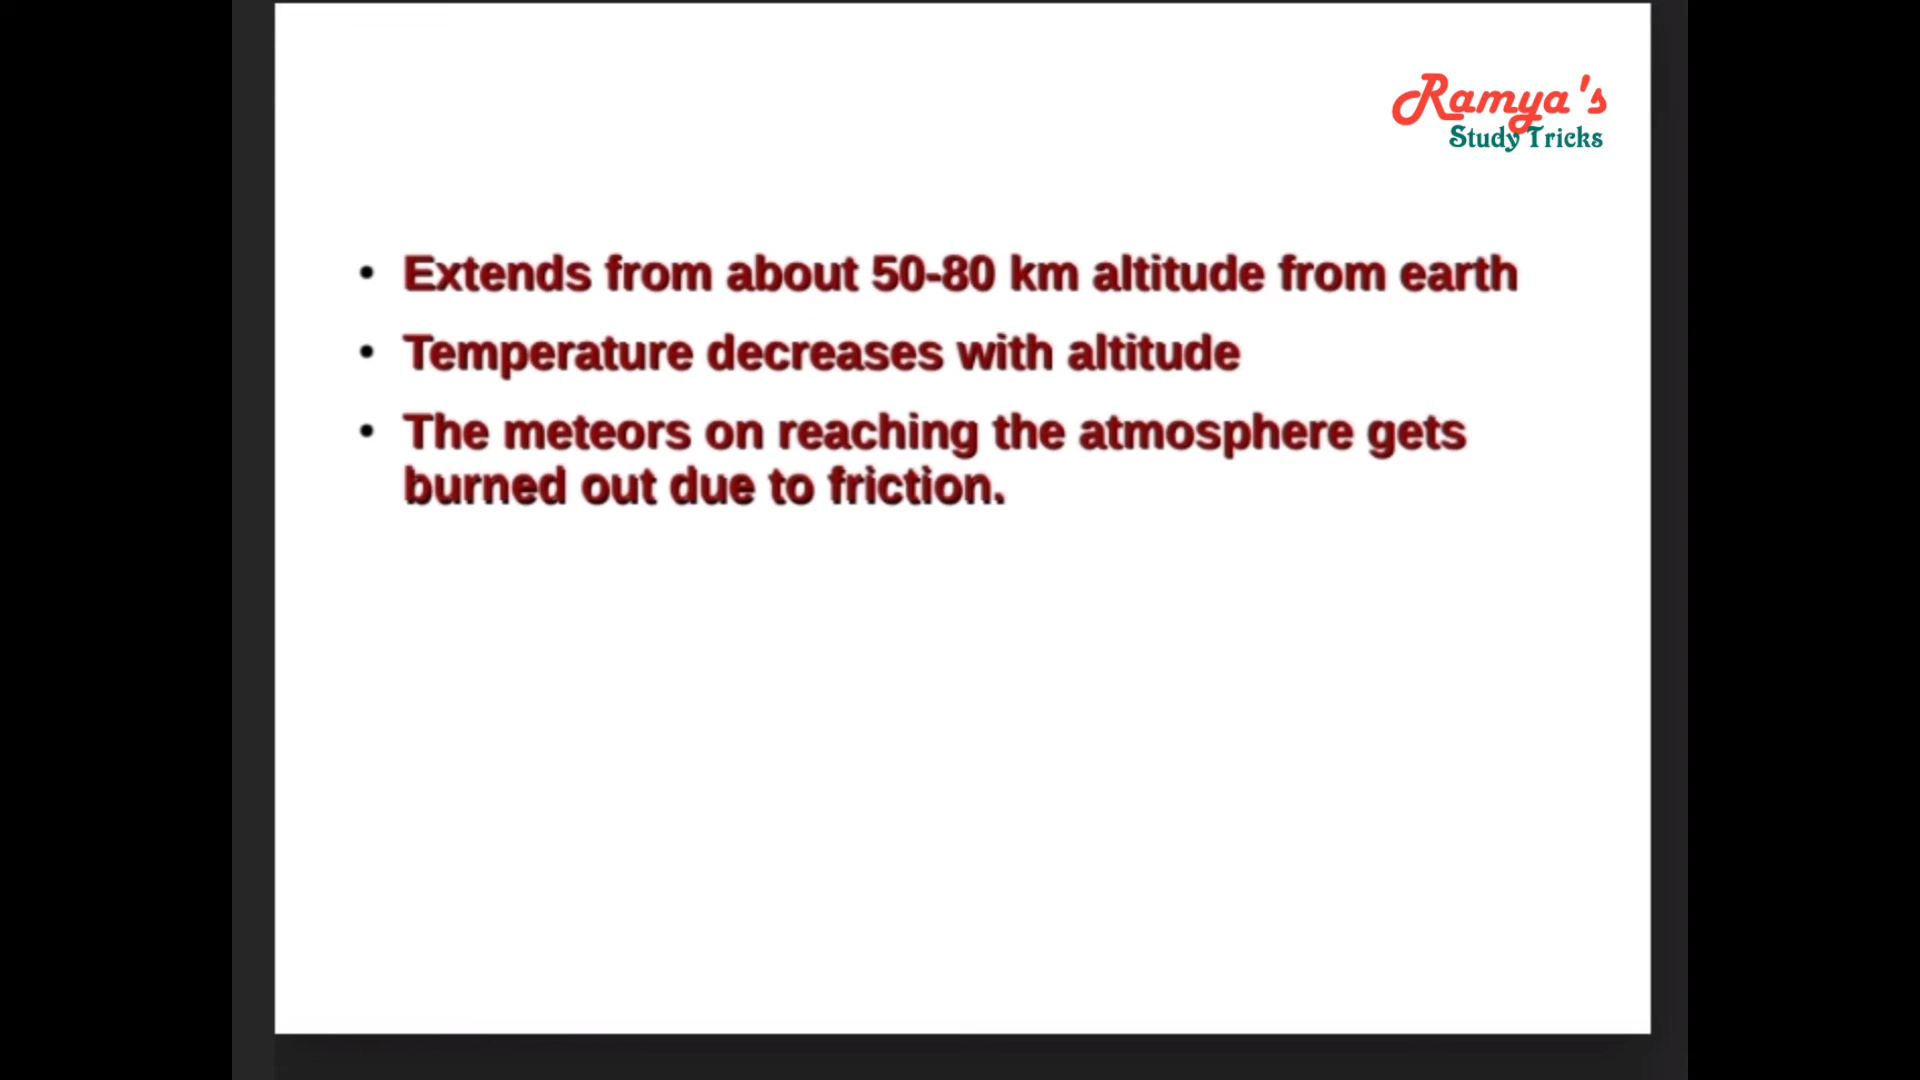 Ramya's
Study Tricks
• Extends from about 50-80 km altitude from earth
• Temperature decreases with altitude
• The meteors on reaching the atmosphere gets
burned out due to friction.